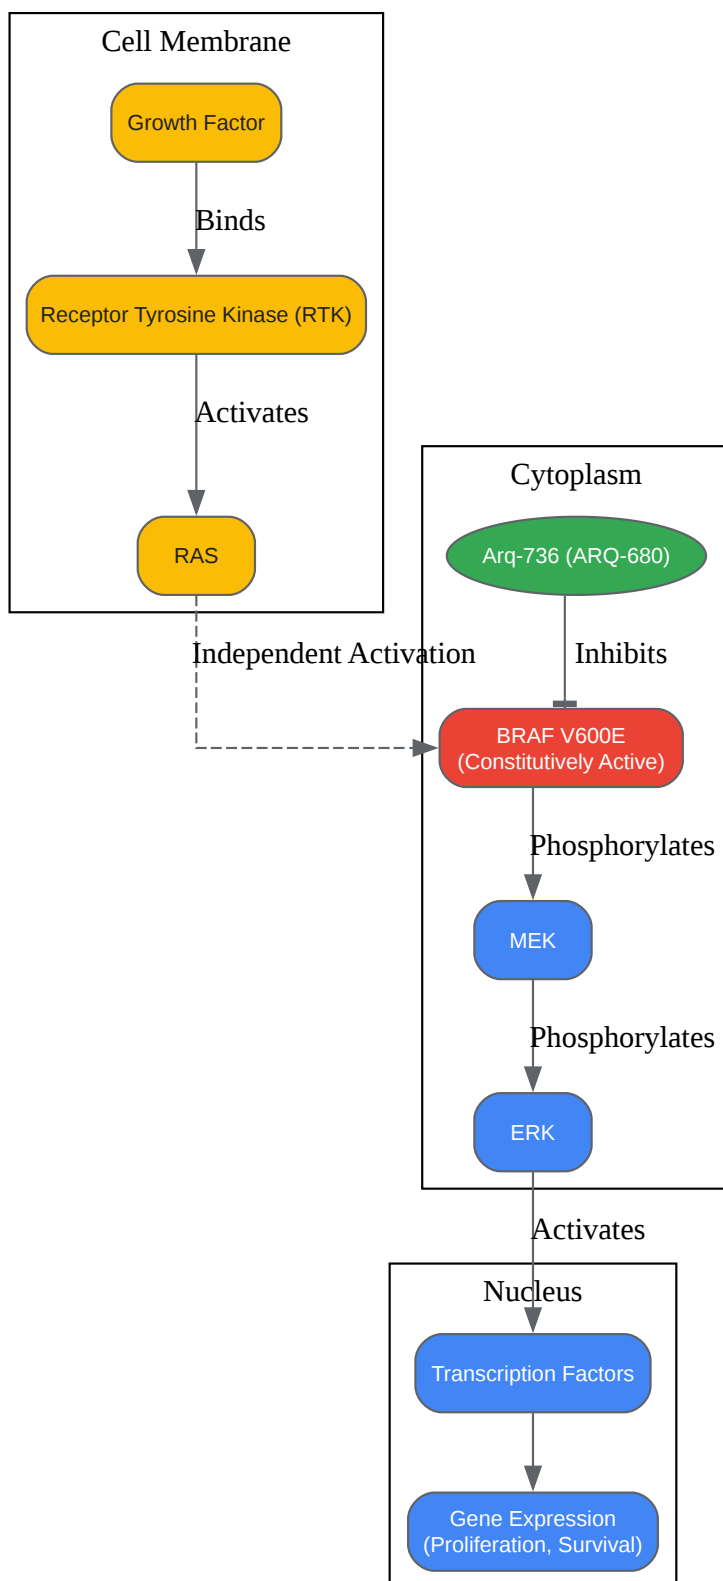 Cell Membrane
Growth Factor
Binds
Receptor Tyrosine Kinase (RTK)
Activates
RAS
Cytoplasm
Arq-736 (ARQ-680)
Independent Activation
Inhibits
BRAF V600E
(Constitutively Active)
Phosphorylates
MEK
Phosphorylates
ERK
Activates
Nucleus
Transcription Factors
Gene Expression
(Proliferation, Survival)